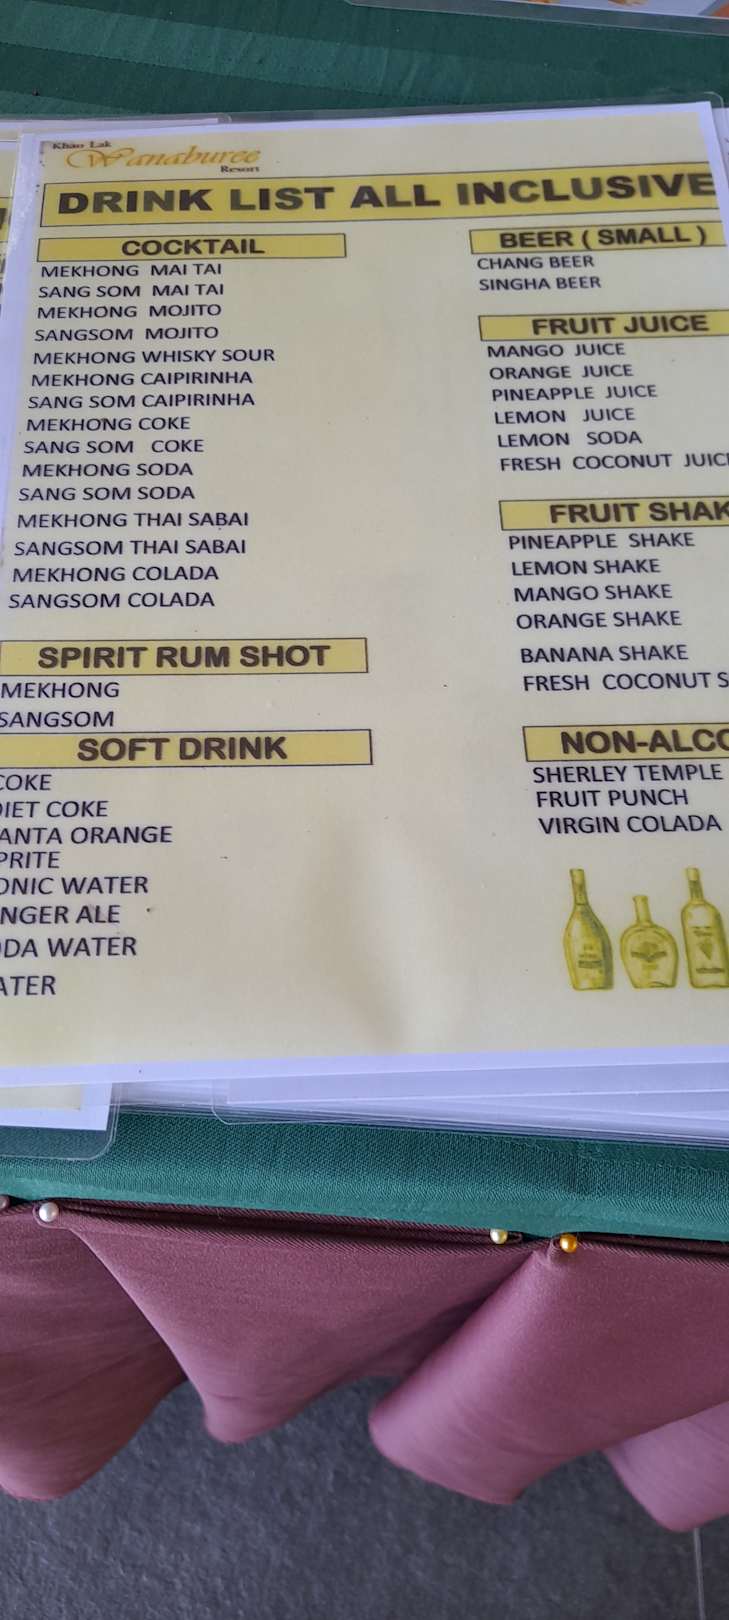 Khao Lak
Wanaburee
Resort
DRINK LIST ALL INCLUSIVE
COCKTAIL
MEKHONG MAI TAI
SANG SOM MAI TAI
MEKHONG MOJITO
SANGSOM MOJITO
MEKHONG WHISKY SOUR
MEKHONG CAIPIRINHA
SANG SOM CAIPIRINHA
MEKHONG COKE
SANG SOM COKE
MEKHONG SODA
SANG SOM SODA
MEKHONG THAI SABAI
SANGSOM THAI SABAI
MEKHONG COLADA
SANGSOM COLADA
SPIRIT RUM SHOT
MEKHONG
SANGSOM
SOFT DRINK
COKE
DIET COKE
ANTA ORANGE
PRITE
ONIC WATER
NGER ALE
DA WATER
ATER
BEER ( SMALL )
CHANG BEER
SINGHA BEER
FRUIT JUICE
MANGO JUICE
ORANGE JUICE
PINEAPPLE JUICE
LEMON JUICE
LEMON SODA
FRESH COCONUT JUIC
FRUIT SHAK
PINEAPPLE SHAKE
LEMON SHAKE
MANGO SHAKE
ORANGE SHAKE
BANANA SHAKE
FRESH COCONUT S
NON-ALCO
SHERLEY TEMPLE
FRUIT PUNCH
VIRGIN COLADA